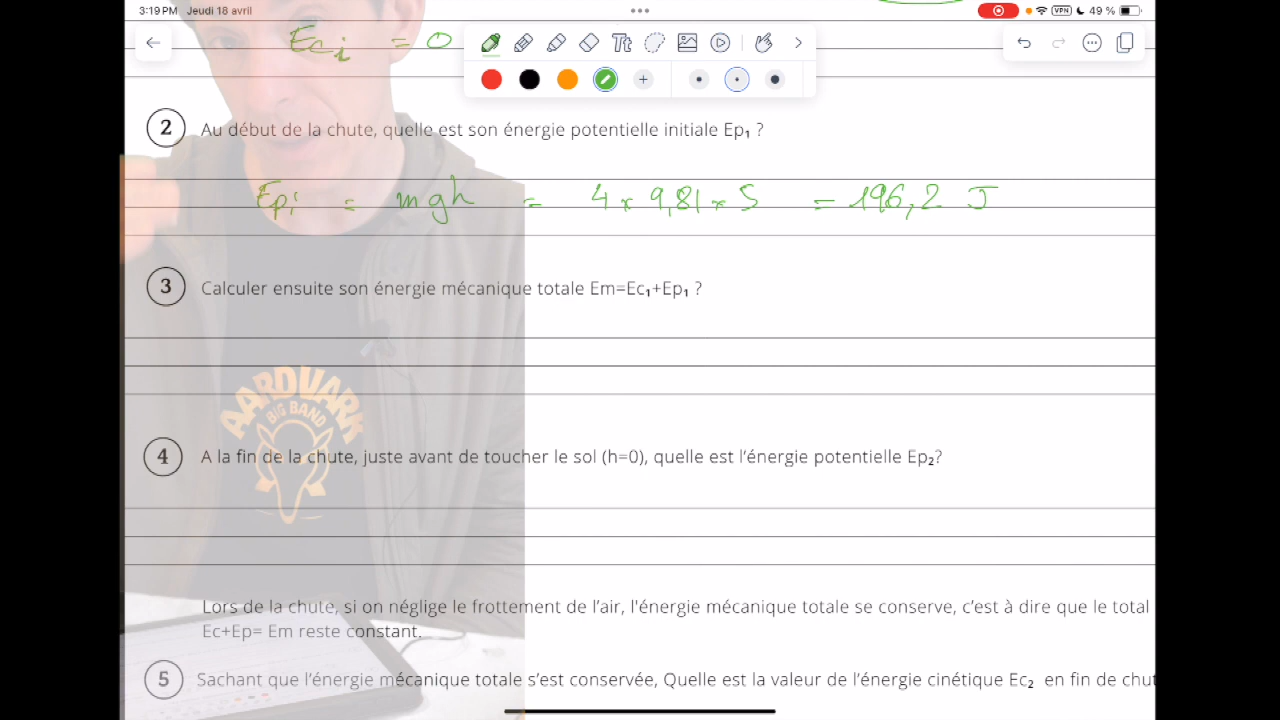 3:19 PM Jeudi 18 avril
VPN 49 %
Eci = 0
2 Au début de la chute, quelle est son énergie potentielle initiale Ep₁ ?
Epi = mgh = 4 × 9,81 × 5 = 196,2 J
3 Calculer ensuite son énergie mécanique totale Em=Ec₁+Ep₁ ?
AARDVARK
BIG BAND
4 A la fin de la chute, juste avant de toucher le sol (h=0), quelle est l'énergie potentielle Ep₂?
Lors de la chute, si on néglige le frottement de l'air, l'énergie mécanique totale se conserve, c'est à dire que le total
Ec+Ep= Em reste constant.
5 Sachant que l'énergie mécanique totale s'est conservée, Quelle est la valeur de l'énergie cinétique Ec₂ en fin de chut